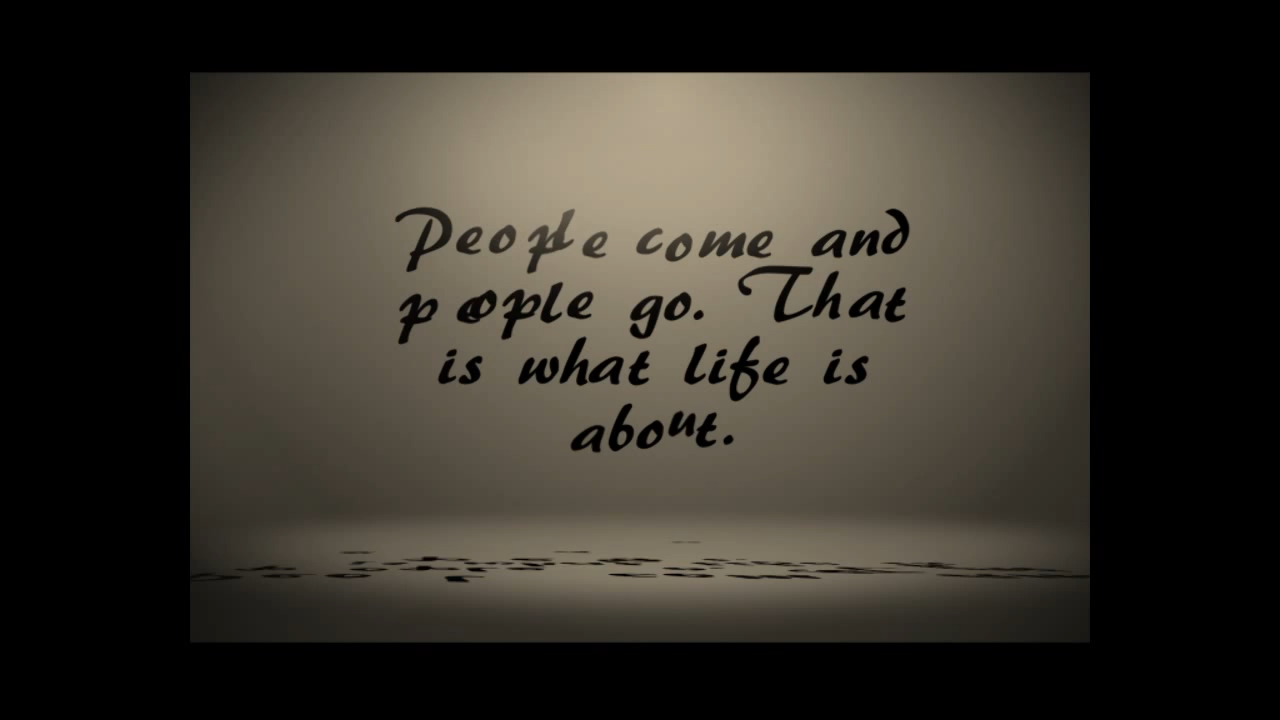 People come and
people go. That
is what life is
about.